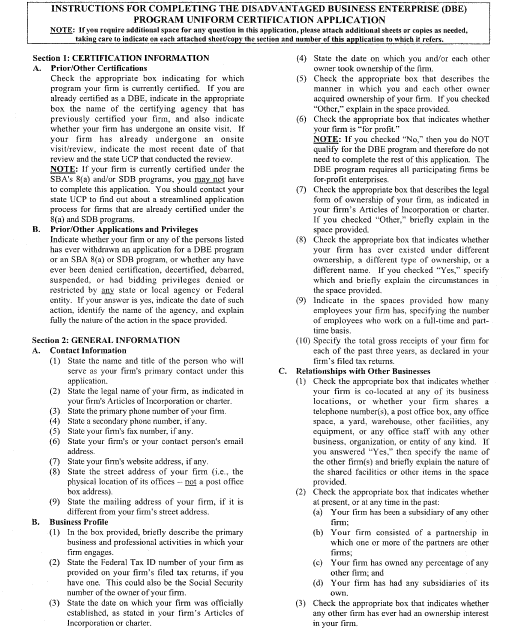 INSTRUCTIONS FOR COMPLETING THE DISADVANTAGED BUSINESS ENTERPRISE (DBE)
PROGRAM UNIFORM CERTIFICATION APPLICATION
NOTE: If you require additional space for any question in this application, please attach additional sheets or copies as needed,
taking care to indicate on each attached sheet/copy the section and number of this application to which it refers.
Section 1: CERTIFICATION INFORMATION
A. Prior/Other Certifications
Check the appropriate box indicating for which
program your firm is currently certified. If you are
already certified as a DBE, indicate in the appropriate
box the name of the certifying agency that has
previously certified your firm, and also indicate
whether your firm has undergone an onsite visit. If
your firm has already undergone an onsite
visit/review, indicate the most recent date of that
review and the state UCP that conducted the review.
NOTE: If your firm is currently certified under the
SBA's 8(a) and/or SDB programs, you may not have
to complete this application. You should contact your
state UCP to find out about a streamlined application
process for firms that are already certified under the
8(a) and SDB programs.
B. Prior/Other Applications and Privileges
Indicate whether your firm or any of the persons listed
has ever withdrawn an application for a DBE program
or an SBA 8(a) or SDB program, or whether any have
ever been denied certification, decertified, debarred,
suspended, or had bidding privileges denied or
restricted by any state or local agency or Federal
entity. If your answer is yes, indicate the date of such
action, identify the name of the agency, and explain
fully the nature of the action in the space provided.
Section 2: GENERAL INFORMATION
A. Contact Information
(1) State the name and title of the person who will
serve as your firm's primary contact under this
application.
(2) State the legal name of your firm, as indicated in
your firm's Articles of Incorporation or charter.
(3) State the primary phone number of your firm.
(4) State a secondary phone number, if any.
(5) State your firm's fax number, if any.
(6) State your firm's or your contact person's email
address.
(7) State your firm's website address, if any.
(8) State the street address of your firm (i.e., the
physical location of its offices – not a post office
box address).
(9) State the mailing address of your firm, if it is
different from your firm's street address.
B. Business Profile
(1) In the box provided, briefly describe the primary
business and professional activities in which your
firm engages.
(2) State the Federal Tax ID number of your firm as
provided on your firm's filed tax returns, if you
have one. This could also be the Social Security
number of the owner of your firm.
(3) State the date on which your firm was officially
established, as stated in your firm's Articles of
Incorporation or charter.
(4) State the date on which you and/or each other
owner took ownership of the firm.
(5) Check the appropriate box that describes the
manner in which you and each other owner
acquired ownership of your firm. If you checked
"Other," explain in the space provided.
(6) Check the appropriate box that indicates whether
your firm is "for profit."
NOTE: If you checked "No," then you do NOT
qualify for the DBE program and therefore do not
need to complete the rest of this application. The
DBE program requires all participating firms be
for-profit enterprises.
(7) Check the appropriate box that describes the legal
form of ownership of your firm, as indicated in
your firm's Articles of Incorporation or charter.
If you checked "Other," briefly explain in the
space provided.
(8) Check the appropriate box that indicates whether
your firm has ever existed under different
ownership, a different type of ownership, or a
different name. If you checked "Yes," specify
which and briefly explain the circumstances in
the space provided.
(9) Indicate in the spaces provided how many
employees your firm has, specifying the number
of employees who work on a full-time and part-
time basis.
(10) Specify the total gross receipts of your firm for
each of the past three years, as declared in your
firm's filed tax returns.
C. Relationships with Other Businesses
(1) Check the appropriate box that indicates whether
your firm is co-located at any of its business
locations, or whether your firm shares a
telephone number(s), a post office box, any office
space, a yard, warehouse, other facilities, any
equipment, or any office staff with any other
business, organization, or entity of any kind. If
you answered "Yes," then specify the name of
the other firm(s) and briefly explain the nature of
the shared facilities or other items in the space
provided.
(2) Check the appropriate box that indicates whether
at present, or at any time in the past:
(a) Your firm has been a subsidiary of any other
firm;
(b) Your firm consisted of a partnership in
which one or more of the partners are other
firms;
(c) Your firm has owned any percentage of any
other firm; and
(d) Your firm has had any subsidiaries of its
own.
(3) Check the appropriate box that indicates whether
any other firm has ever had an ownership interest
in your firm.